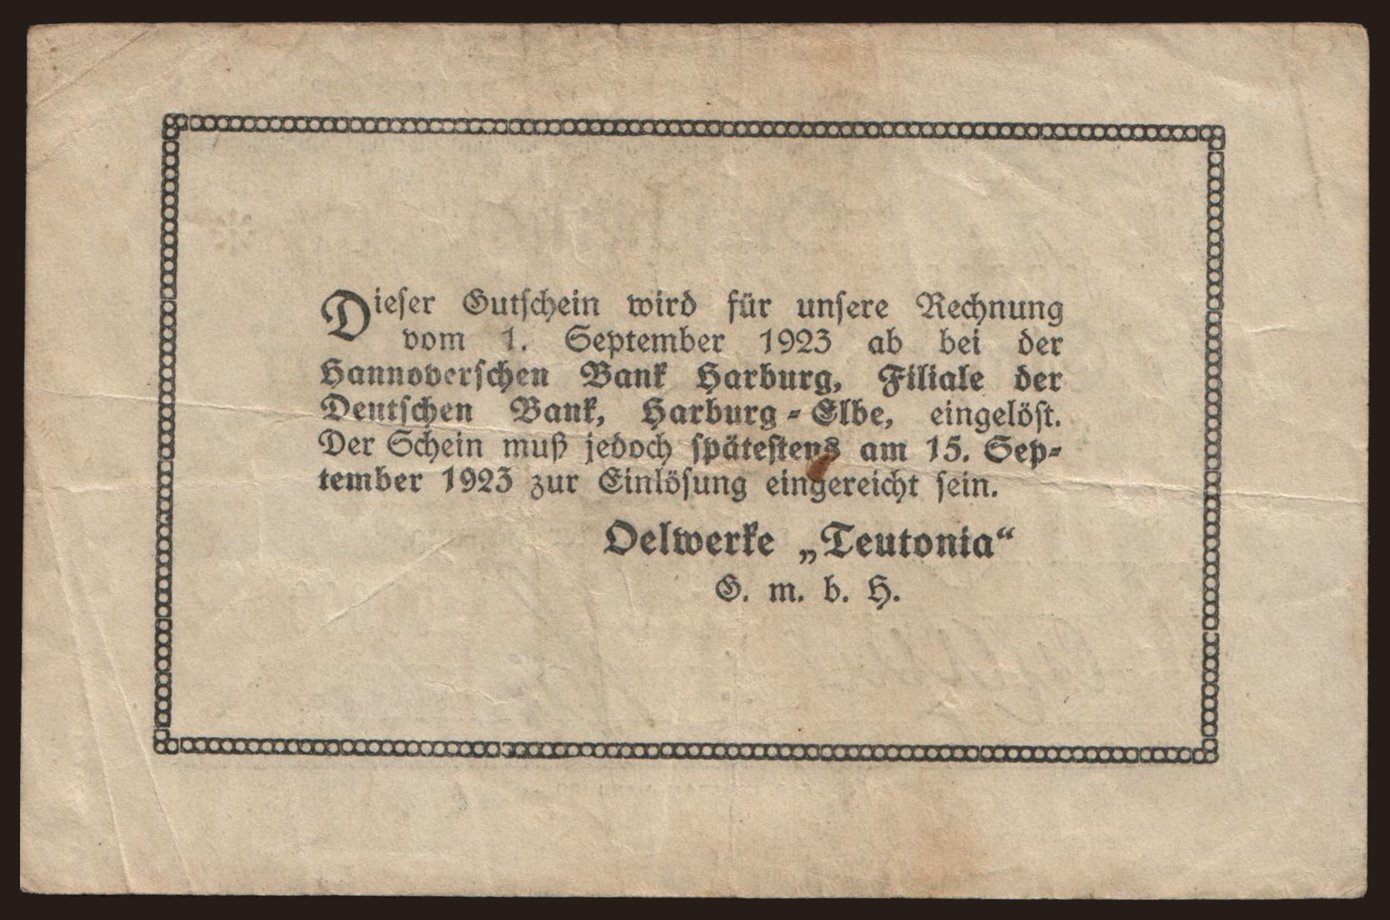 Dieser Gutschein wird für unsere Rechnung
vom 1. September 1923 ab bei der
Hannoverschen Bank Harburg, Filiale der
Deutschen Bank, Harburg-Elbe, eingelöst.
Der Schein muß jedoch spätestens am 15. Sep-
tember 1923 zur Einlösung eingereicht sein.
Oelwerke „Teutonia“
G. m. b. H.